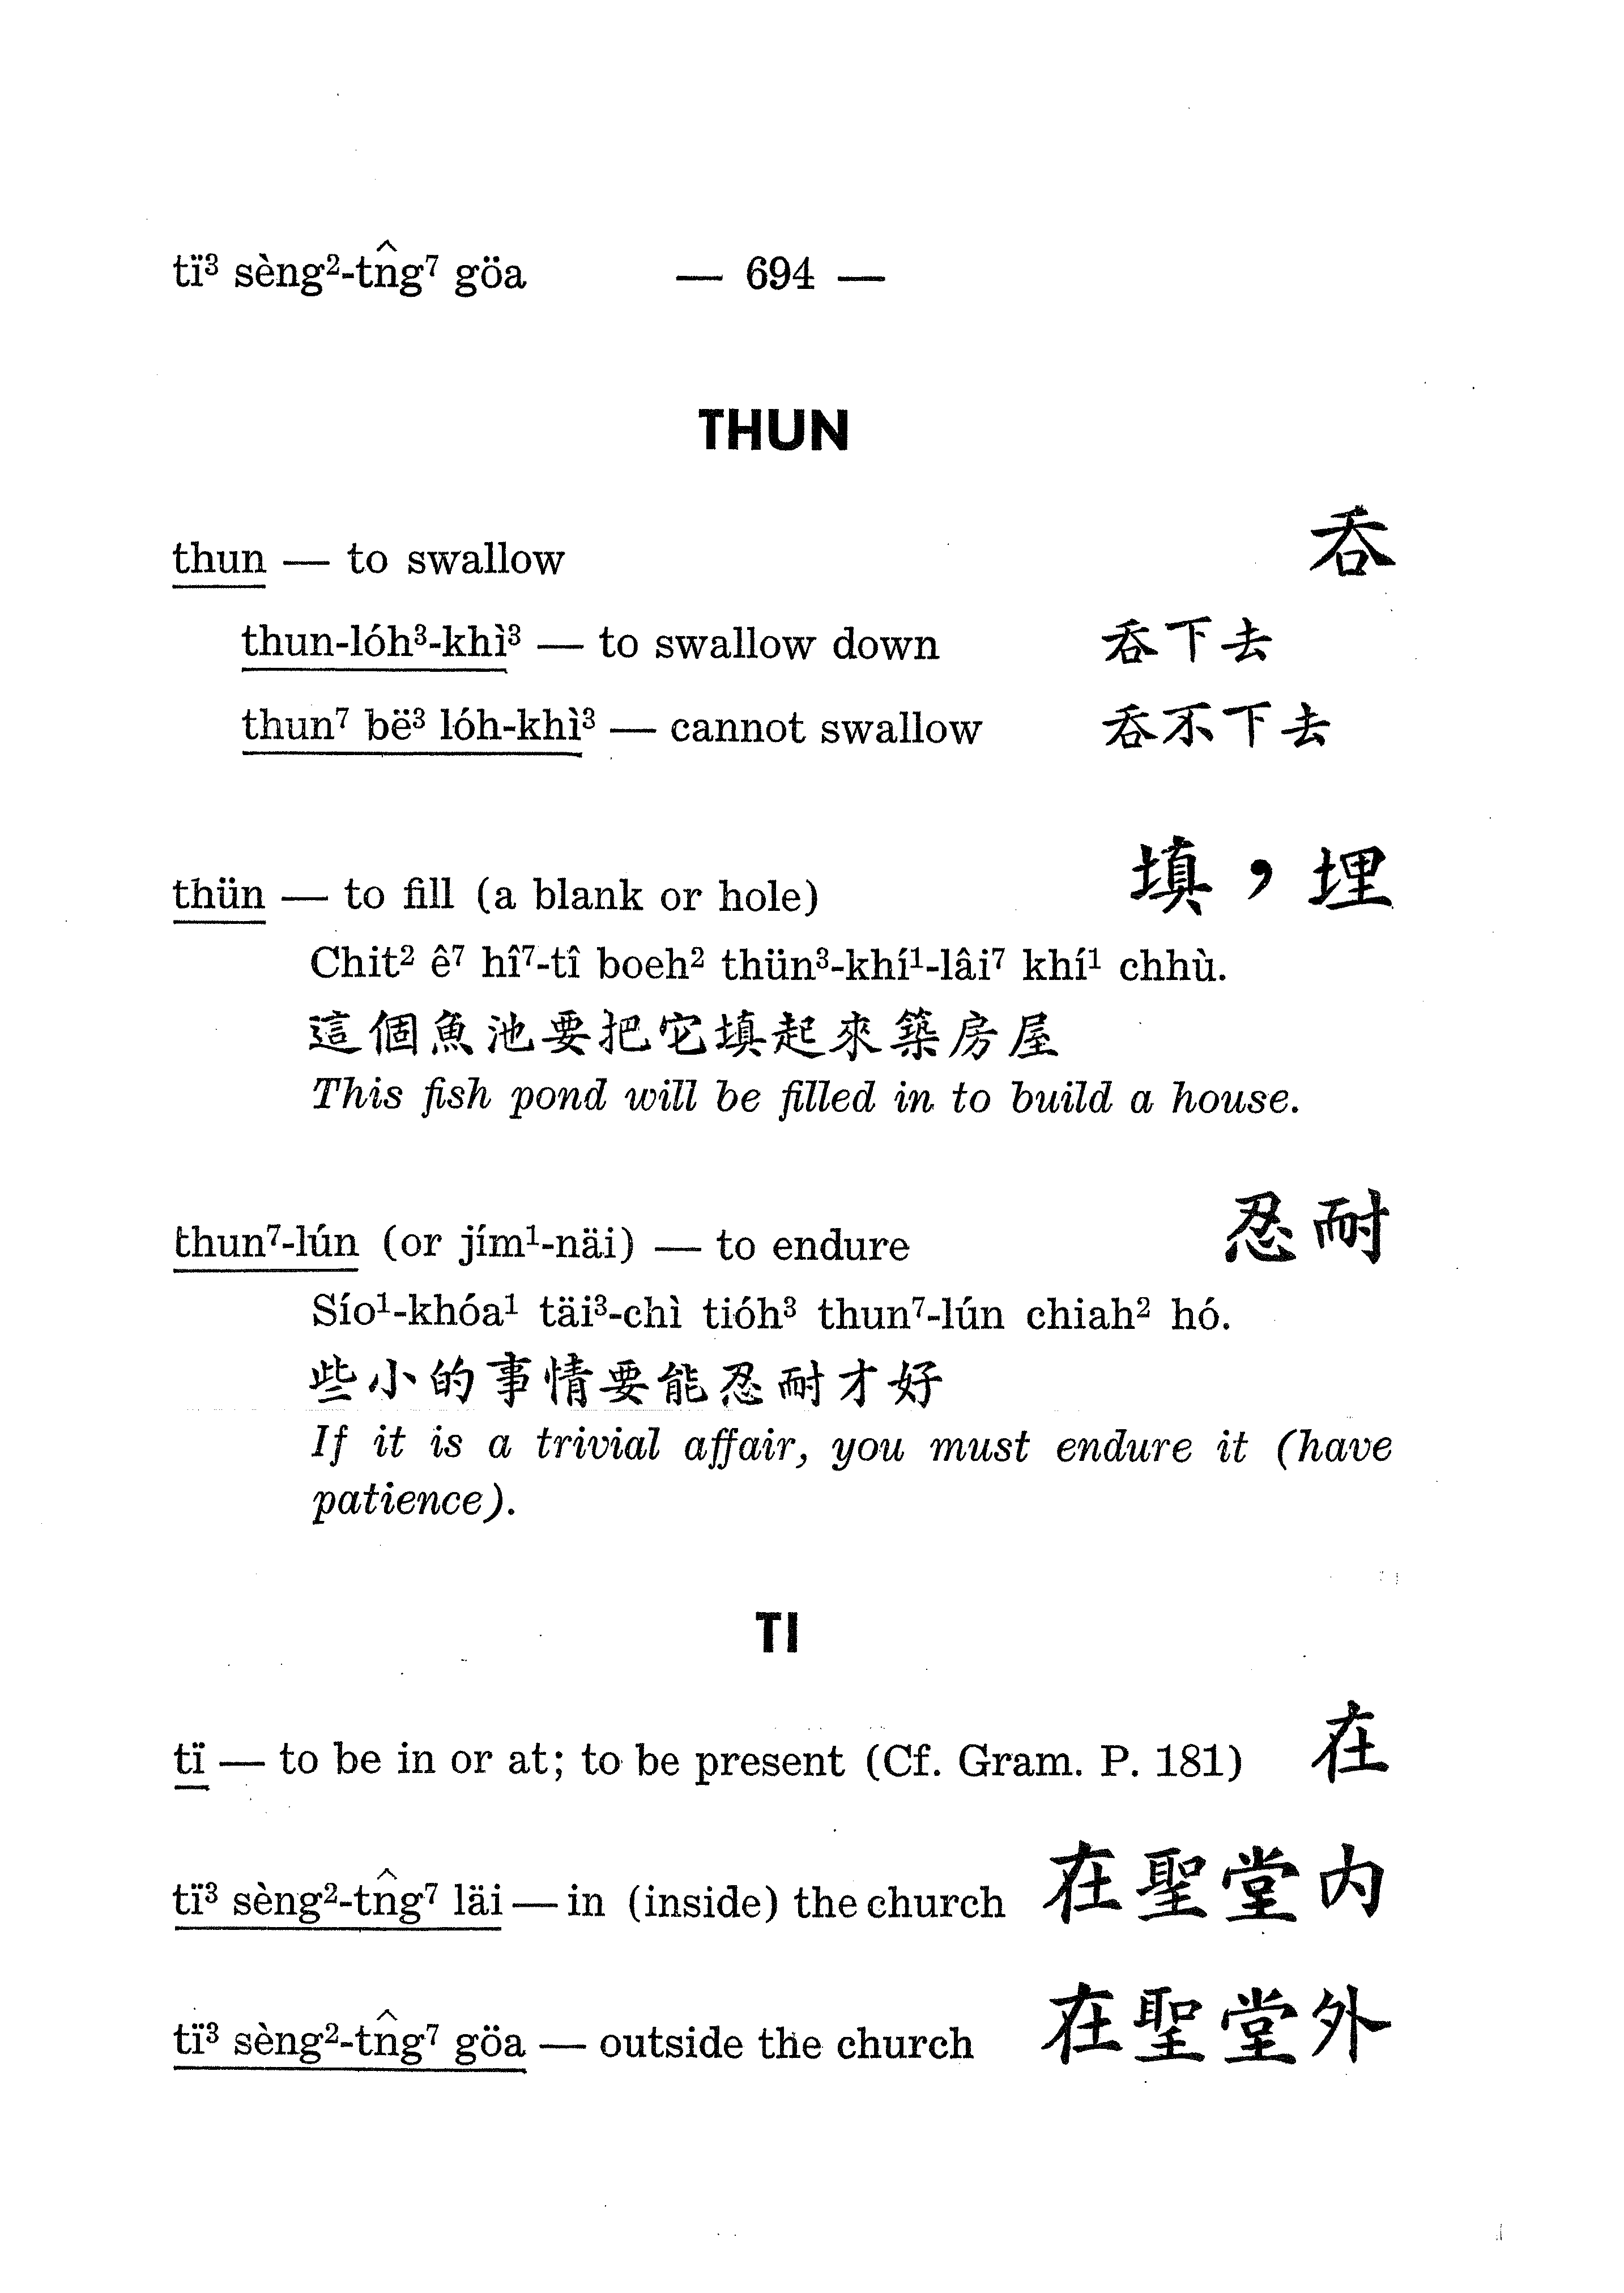 tï³ sèng²-tn̂g⁷ göa — 694 —
THUN
thun — to swallow 吞
thun-lóh³-khì³ — to swallow down 吞下去
thun⁷ bë³ lóh-khì³ — cannot swallow 吞不下去
thün — to fill (a blank or hole) 填，埋
Chit² ê⁷ hî⁷-tî boeh² thün³-khí¹-lâi⁷ khí¹ chhù.
這個魚池要把它填起來築房屋
This fish pond will be filled in to build a house.
thun⁷-lún (or jím¹-näi) — to endure 忍耐
Sío¹-khóa¹ täi³-chì tióh³ thun⁷-lún chiah² hó.
些小的事情要能忍耐才好
If it is a trivial affair, you must endure it (have
patience).
TI
tï — to be in or at; to be present (Cf. Gram. P. 181) 在
tï³ sèng²-tn̂g⁷ läi — in (inside) the church 在聖堂內
tï³ sèng²-tn̂g⁷ göa — outside the church 在聖堂外